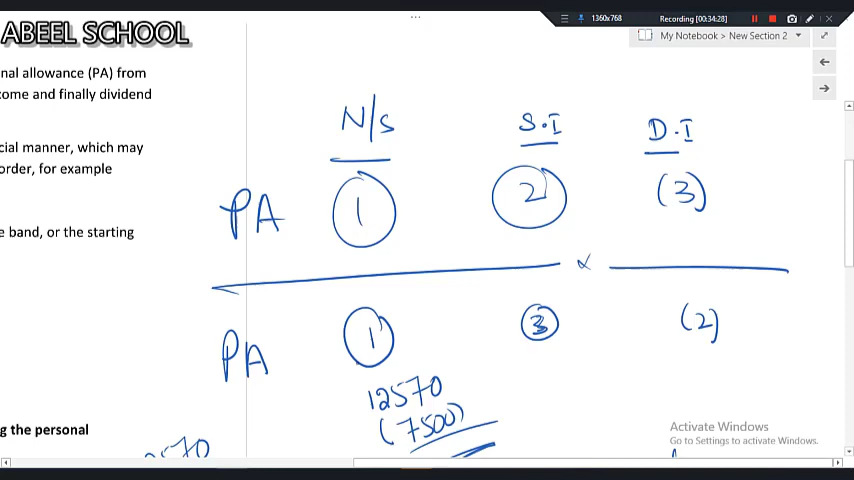 1360x768
Recording [00:34:28]
ABEEL SCHOOL
My Notebook > New Section 2
nal allowance (PA) from
ome and finally dividend
N/S S.I D.I
cial manner, which may
order, for example
PA 1 2 (3)
e band, or the starting
PA 1 3 (2)
12570
(7500)
ng the personal
Activate Windows
Go to Settings to activate Windows.